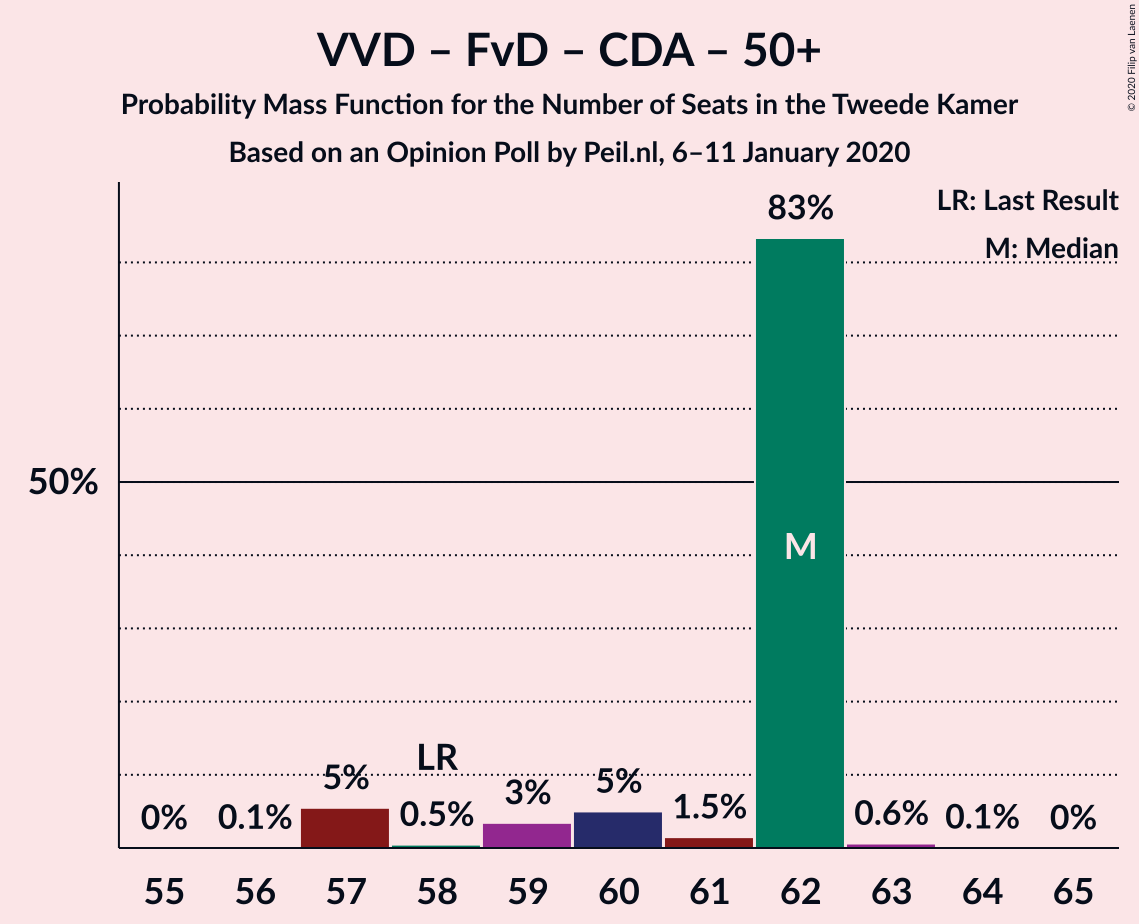 VVD – FvD – CDA – 50+
Probability Mass Function for the Number of Seats in the Tweede Kamer
Based on an Opinion Poll by Peil.nl, 6–11 January 2020
© 2020 Filip van Laenen
LR: Last Result
M: Median
83%
50%
M
LR
0% 0.1% 5% 0.5% 3% 5% 1.5% 0.6% 0.1% 0%
55 56 57 58 59 60 61 62 63 64 65